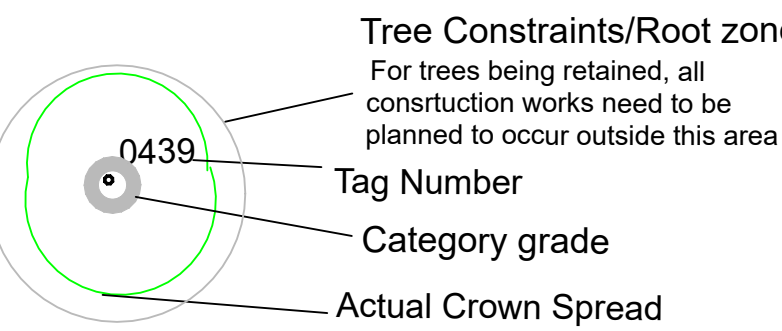 Tree Constraints/Root zone
For trees being retained, all
consrtuction works need to be
planned to occur outside this area
0439
Tag Number
Category grade
Actual Crown Spread